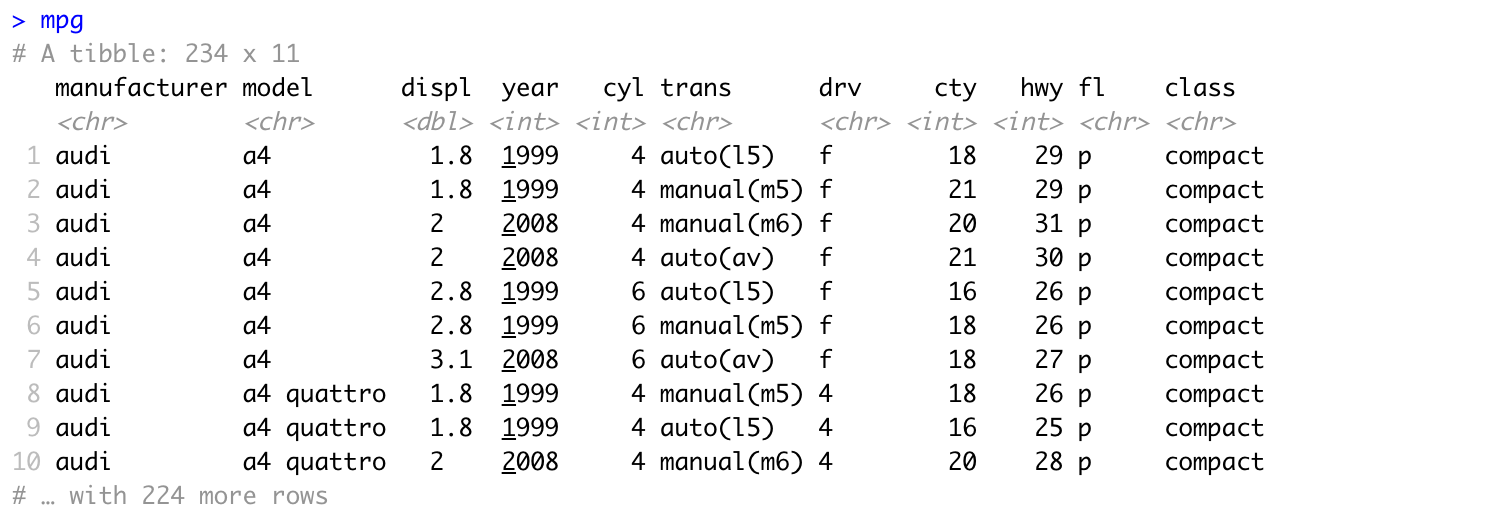 > mpg
# A tibble: 234 x 11
   manufacturer model      displ  year   cyl trans      drv     cty   hwy fl    class
   <chr>        <chr>      <dbl> <int> <int> <chr>      <chr> <int> <int> <chr> <chr>
 1 audi         a4           1.8  1999     4 auto(l5)   f        18    29 p     compact
 2 audi         a4           1.8  1999     4 manual(m5) f        21    29 p     compact
 3 audi         a4           2    2008     4 manual(m6) f        20    31 p     compact
 4 audi         a4           2    2008     4 auto(av)   f        21    30 p     compact
 5 audi         a4           2.8  1999     6 auto(l5)   f        16    26 p     compact
 6 audi         a4           2.8  1999     6 manual(m5) f        18    26 p     compact
 7 audi         a4           3.1  2008     6 auto(av)   f        18    27 p     compact
 8 audi         a4 quattro   1.8  1999     4 manual(m5) 4        18    26 p     compact
 9 audi         a4 quattro   1.8  1999     4 auto(l5)   4        16    25 p     compact
10 audi         a4 quattro   2    2008     4 manual(m6) 4        20    28 p     compact
# … with 224 more rows